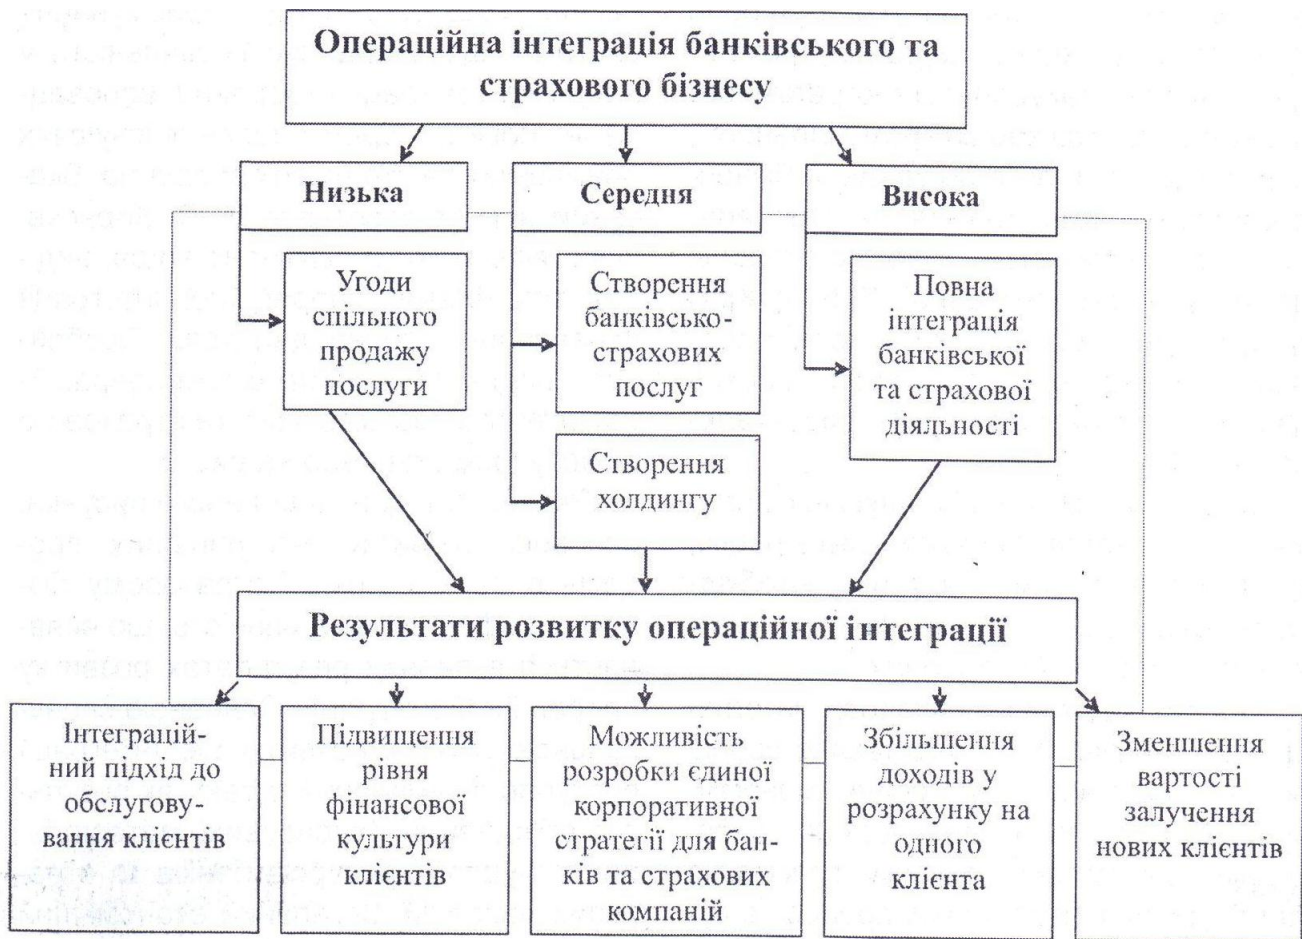 Операційна інтеграція банківського та
страхового бізнесу
Низька
Середня
Висока
Угоди
спільного
продажу
послуги
Створення
банківсько-
страхових
послуг
Повна
інтеграція
банківської
та страхової
діяльності
Створення
холдингу
Результати розвитку операційної інтеграції
Інтеграцій-
ний підхід до
обслугову-
вання клієнтів
Підвищення
рівня
фінансової
культури
клієнтів
Можливість
розробки єдиної
корпоративної
стратегії для бан-
ків та страхових
компаній
Збільшення
доходів у
розрахунку на
одного
клієнта
Зменшення
вартості
залучення
нових клієнтів